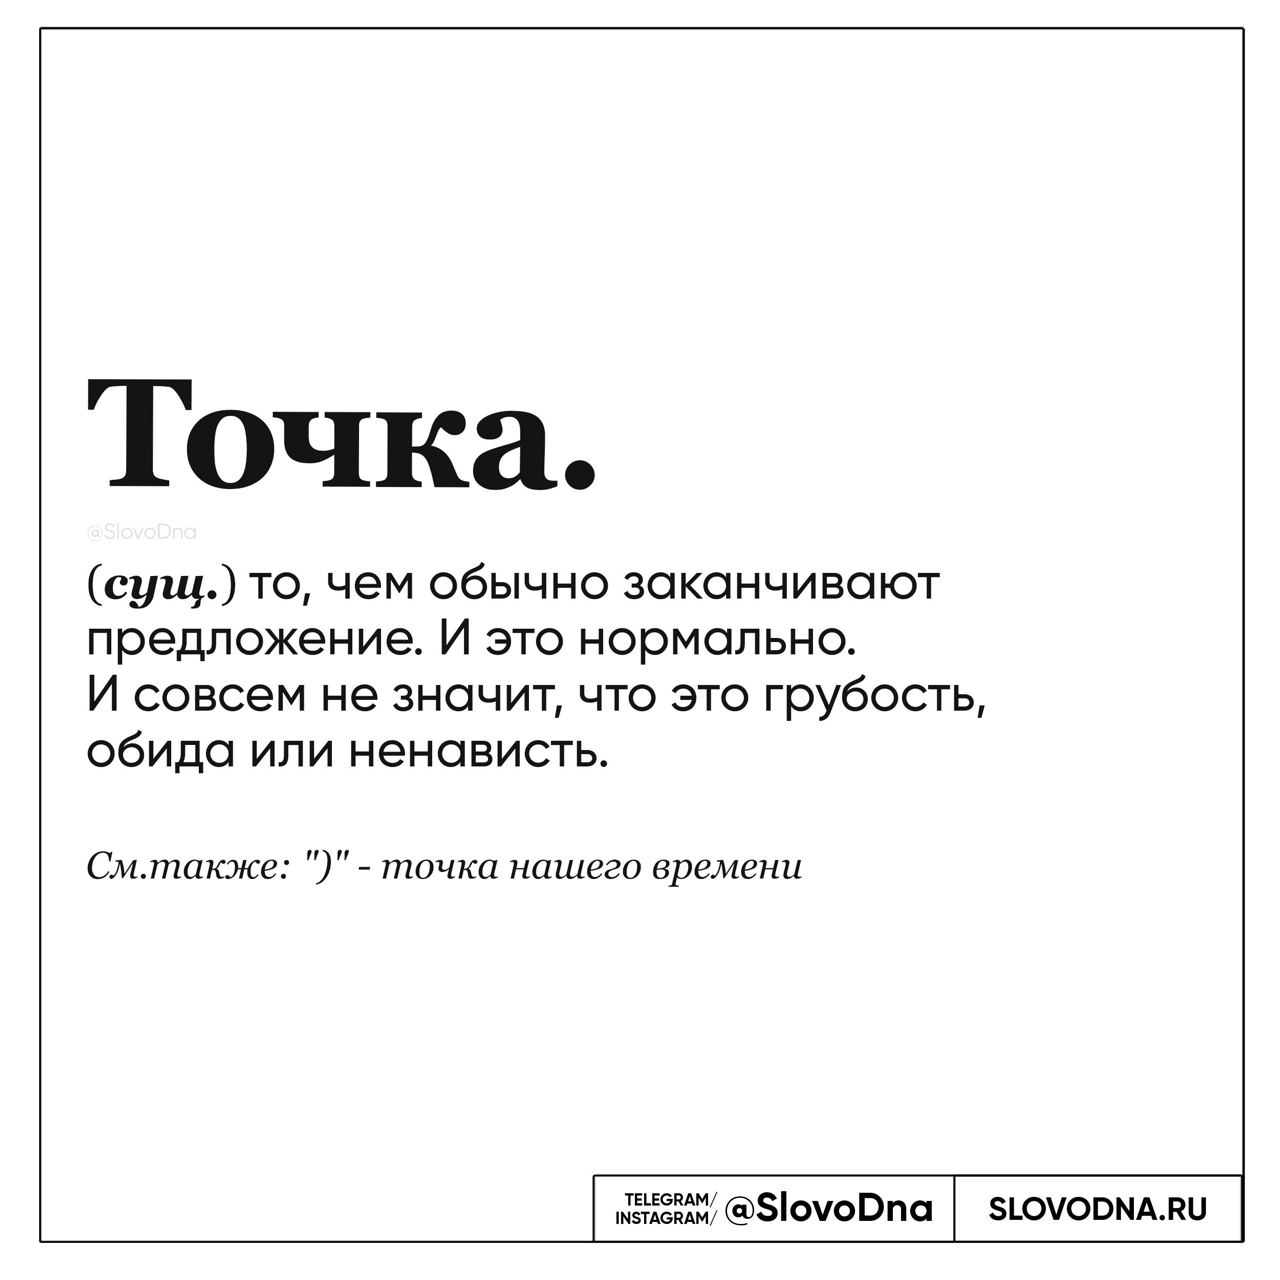 Точка.
@SlovoDna
(сущ.) то, чем обычно заканчивают
предложение. И это нормально.
И совсем не значит, что это грубость,
обида или ненависть.
См.также: ")" - точка нашего времени
TELEGRAM/
INSTAGRAM/
@SlovoDna
SLOVODNA.RU